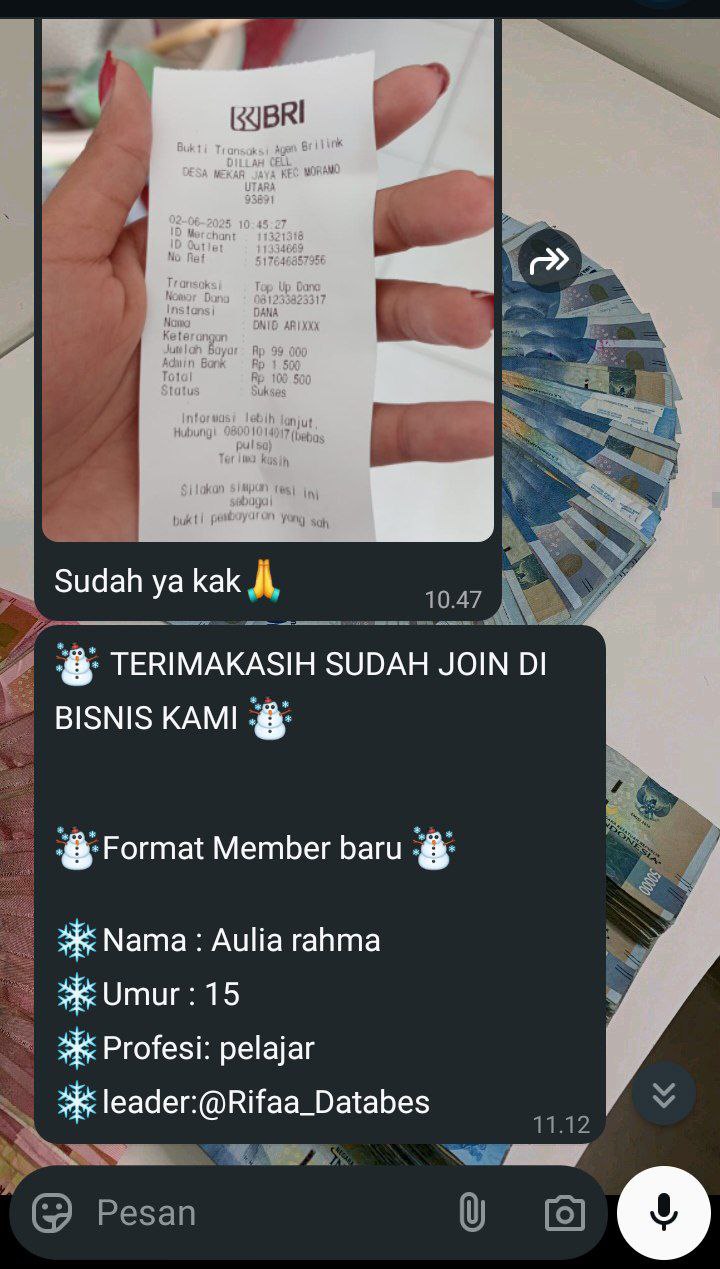 BRI
Bukti Transaksi Agen Brilink
DILLAH CELL
DESA MEKAR JAYA KEC MORAMO
UTARA
93891
02-06-2025 10:45:27
ID Merchant : 11321318
ID Outlet : 11334669
No Ref : 517646857956
Transaksi : Top Up Dana
Nomor Dana : 081233823317
Instansi : DANA
Nama : DNID ARIXXX
Keterangan :
Jumlah Bayar : Rp 99 000
Admin Bank : Rp 1 500
Total : Rp 100 500
Status : Sukses
Informasi lebih lanjut,
Hubungi 08001014017(bebas
pulsa)
Terima kasih
Silakan simpan resi ini
sebagai
bukti pembayaran yang sah
Sudah ya kak🙏
10.47
☃️ TERIMAKASIH SUDAH JOIN DI
BISNIS KAMI ☃️
☃️Format Member baru ☃️
❄️Nama : Aulia rahma
❄️Umur : 15
❄️Profesi: pelajar
❄️leader:@Rifaa_Databes
11.12
50000
Pesan